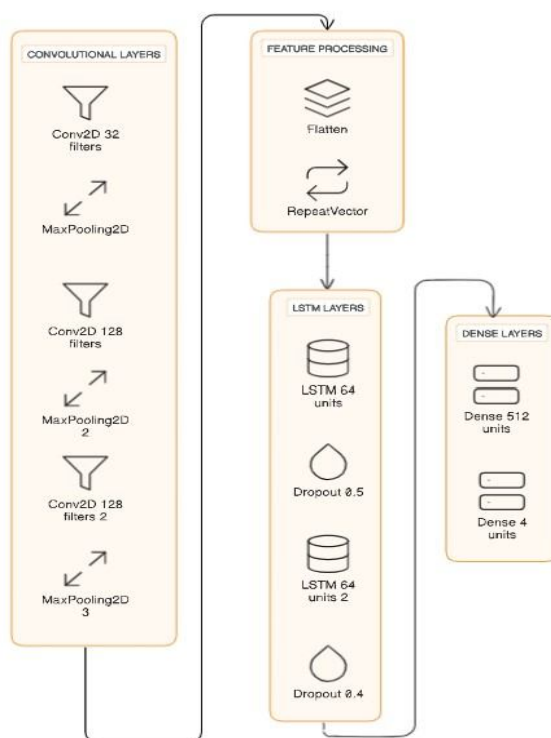 CONVOLUTIONAL LAYERS
Conv2D 32
filters
MaxPooling2D
Conv2D 128
filters
MaxPooling2D
2
Conv2D 128
filters 2
MaxPooling2D
3
FEATURE PROCESSING
Flatten
RepeatVector
LSTM LAYERS
LSTM 64
units
Dropout 0.5
LSTM 64
units 2
Dropout 0.4
DENSE LAYERS
Dense 512
units
Dense 4
units